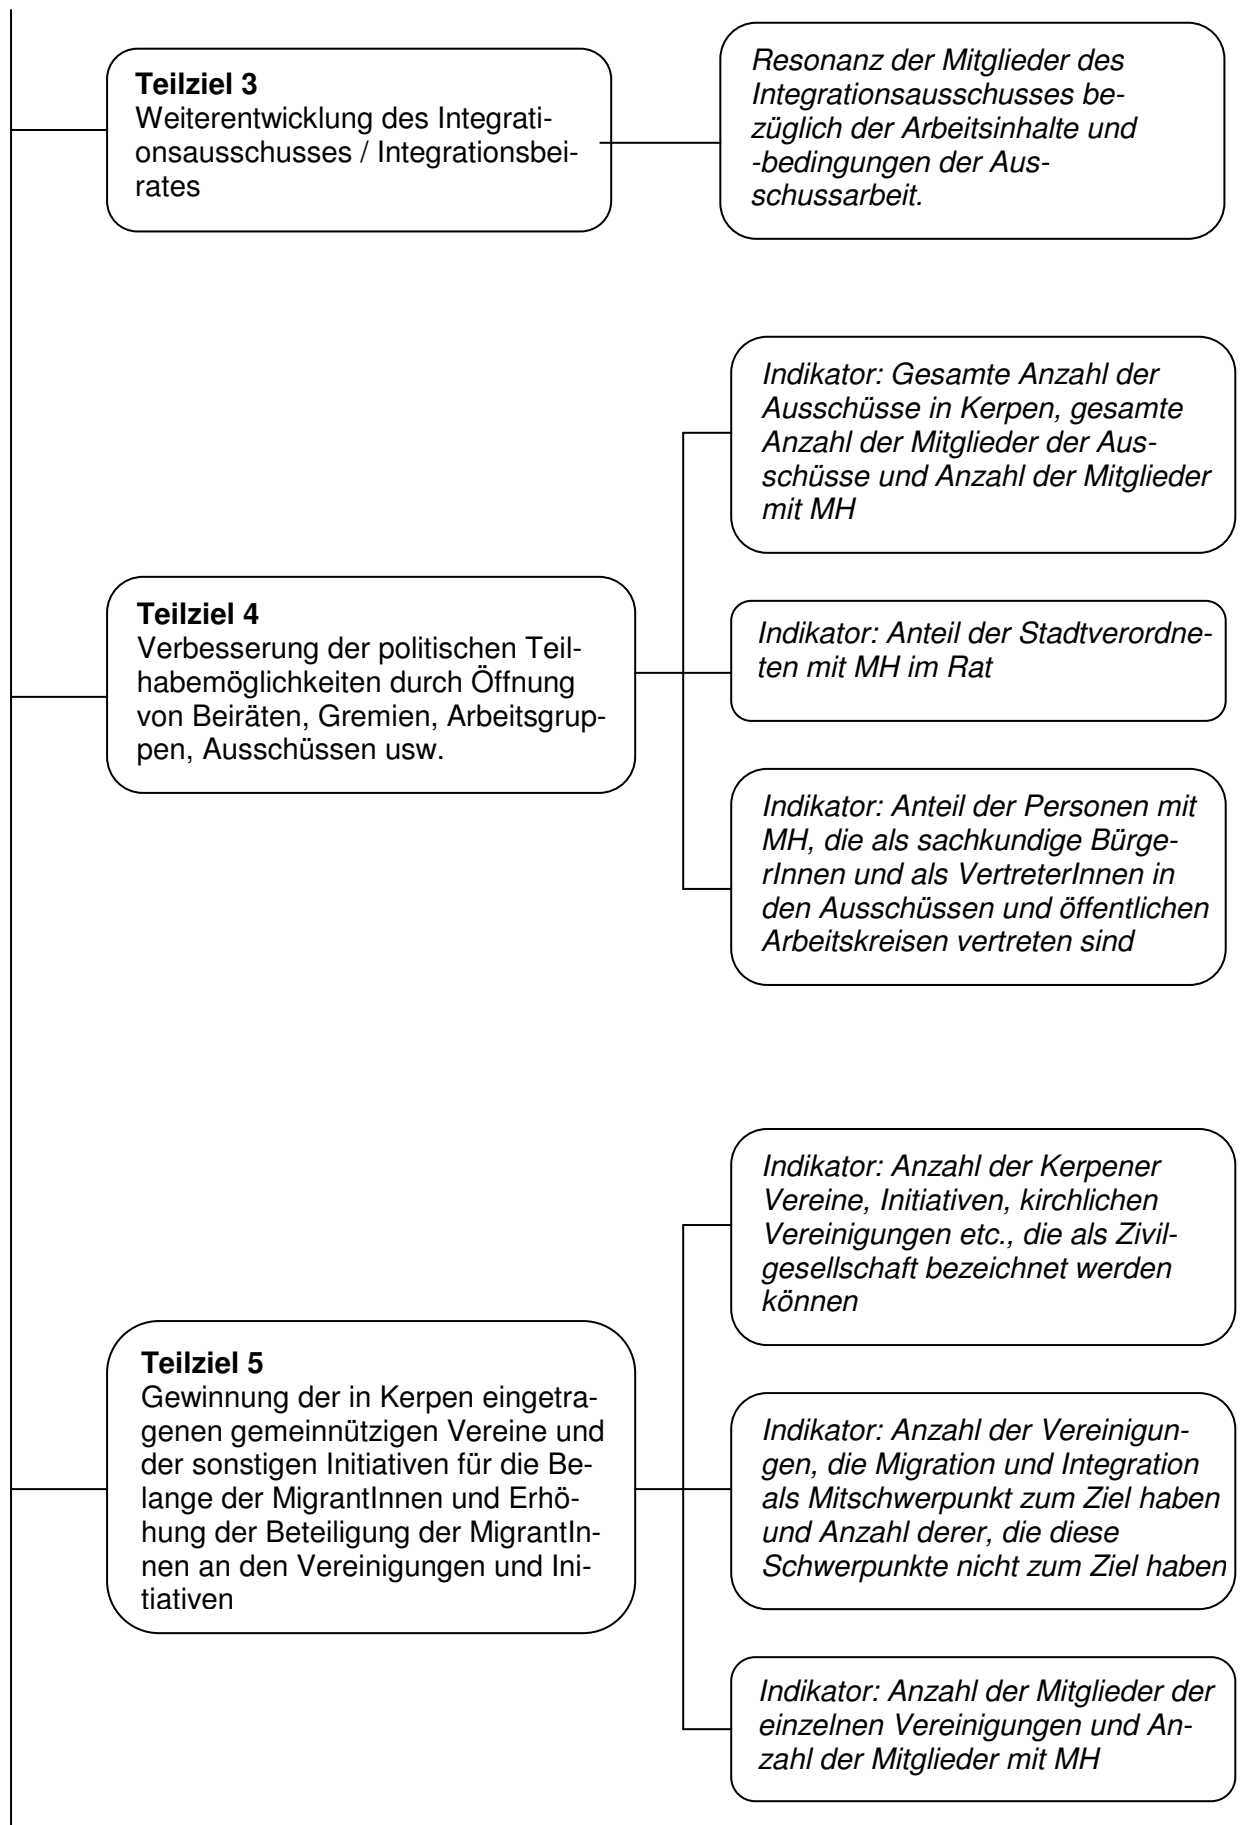 Teilziel 3
Weiterentwicklung des Integrati-
onsausschusses / Integrationsbei-
rates
Resonanz der Mitglieder des
Integrationsausschusses be-
züglich der Arbeitsinhalte und
-bedingungen der Aus-
schussarbeit.
Teilziel 4
Verbesserung der politischen Teil-
habemöglichkeiten durch Öffnung
von Beiräten, Gremien, Arbeitsgrup-
pen, Ausschüssen usw.
Indikator: Gesamte Anzahl der
Ausschüsse in Kerpen, gesamte
Anzahl der Mitglieder der Aus-
schüsse und Anzahl der Mitglieder
mit MH
Indikator: Anteil der Stadtverordne-
ten mit MH im Rat
Indikator: Anteil der Personen mit
MH, die als sachkundige Bürge-
rInnen und als VertreterInnen in
den Ausschüssen und öffentlichen
Arbeitskreisen vertreten sind
Teilziel 5
Gewinnung der in Kerpen eingetra-
genen gemeinnützigen Vereine und
der sonstigen Initiativen für die Be-
lange der MigrantInnen und Erhö-
hung der Beteiligung der MigrantIn-
nen an den Vereinigungen und Ini-
tiativen
Indikator: Anzahl der Kerpener
Vereine, Initiativen, kirchlichen
Vereinigungen etc., die als Zivil-
gesellschaft bezeichnet werden
können
Indikator: Anzahl der Vereinigun-
gen, die Migration und Integration
als Mitschwerpunkt zum Ziel haben
und Anzahl derer, die diese
Schwerpunkte nicht zum Ziel haben
Indikator: Anzahl der Mitglieder der
einzelnen Vereinigungen und An-
zahl der Mitglieder mit MH